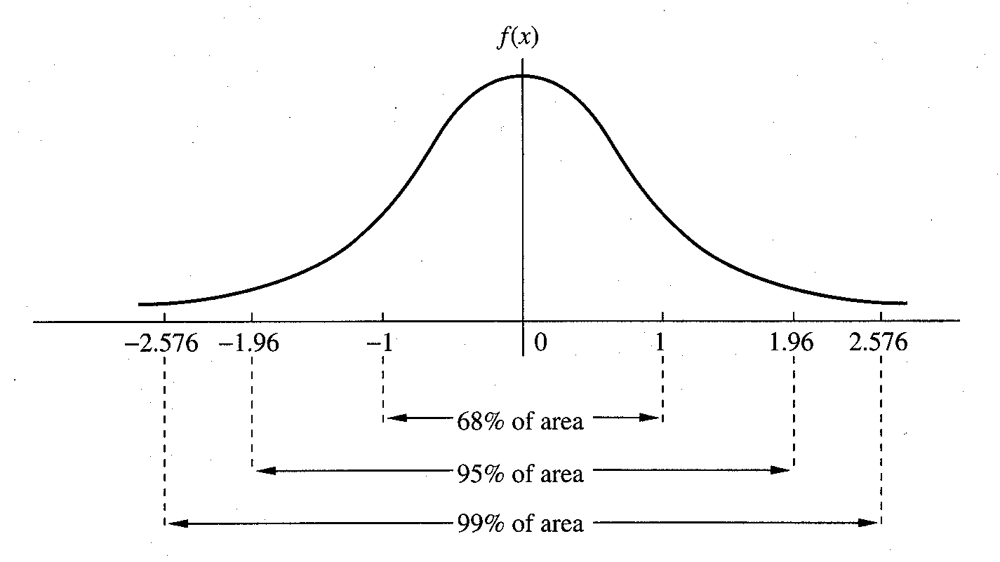 f(x)
−2.576 −1.96 −1 0 1 1.96 2.576
68% of area
95% of area
99% of area